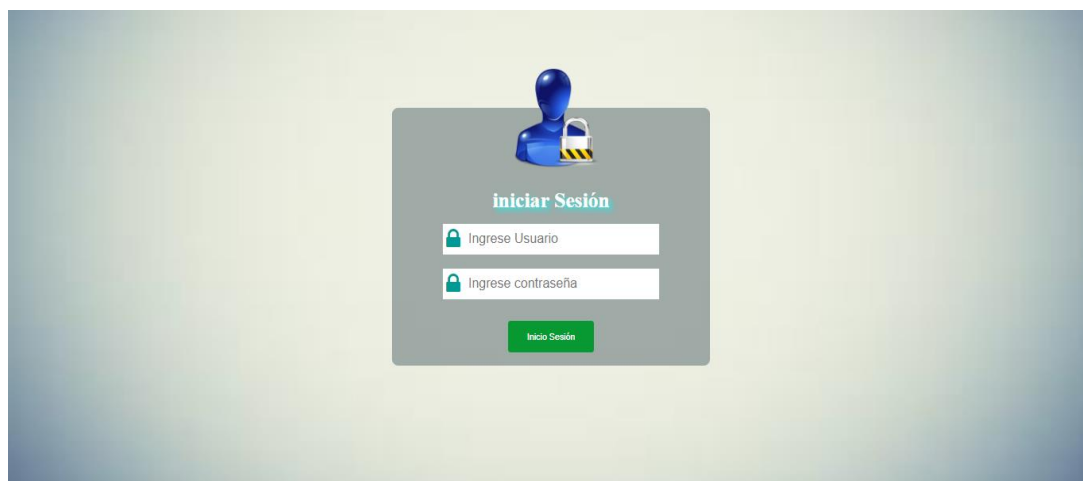 iniciar Sesión
Ingrese Usuario
Ingrese contraseña
Inicio Sesión